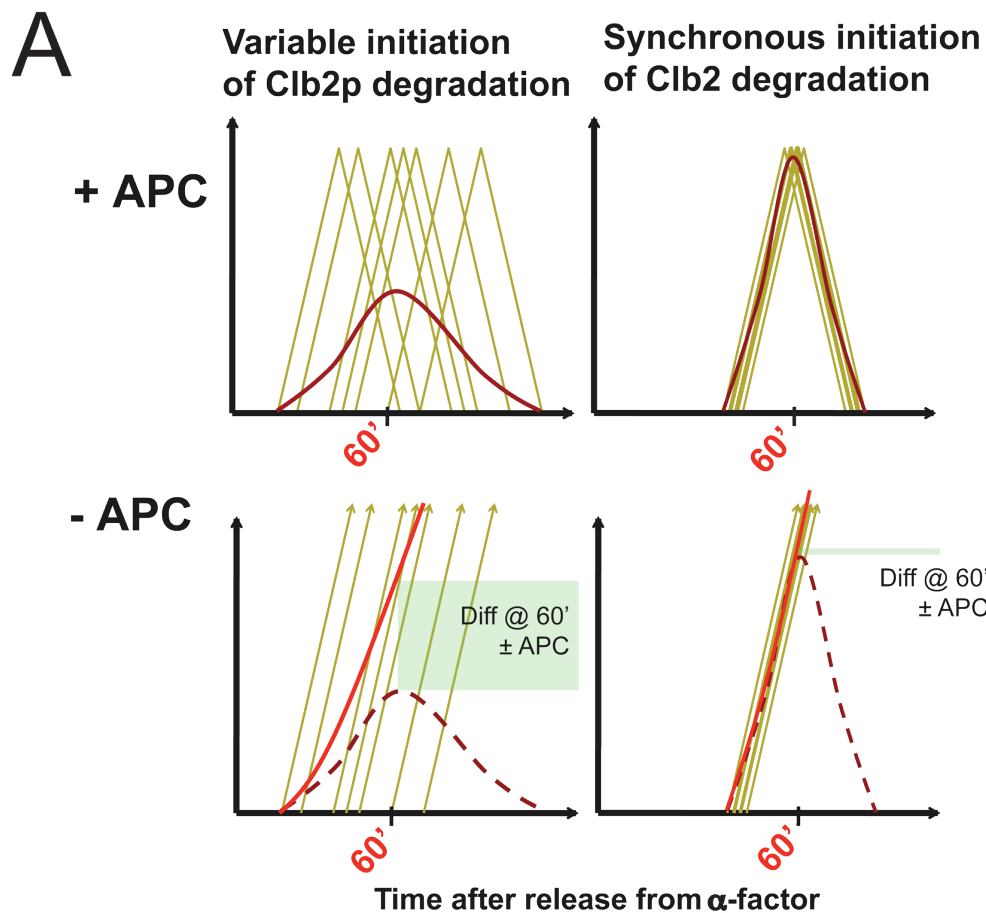 A
Variable initiation
of Clb2p degradation
Synchronous initiation
of Clb2 degradation
+ APC
60'
60'
- APC
Diff @ 60'
± APC
Diff @ 60'
± APC
60'
60'
Time after release from α-factor